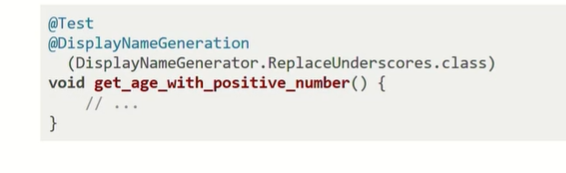 @Test
@DisplayNameGeneration
  (DisplayNameGenerator.ReplaceUnderscores.class)
void get_age_with_positive_number() {
    // ...
}